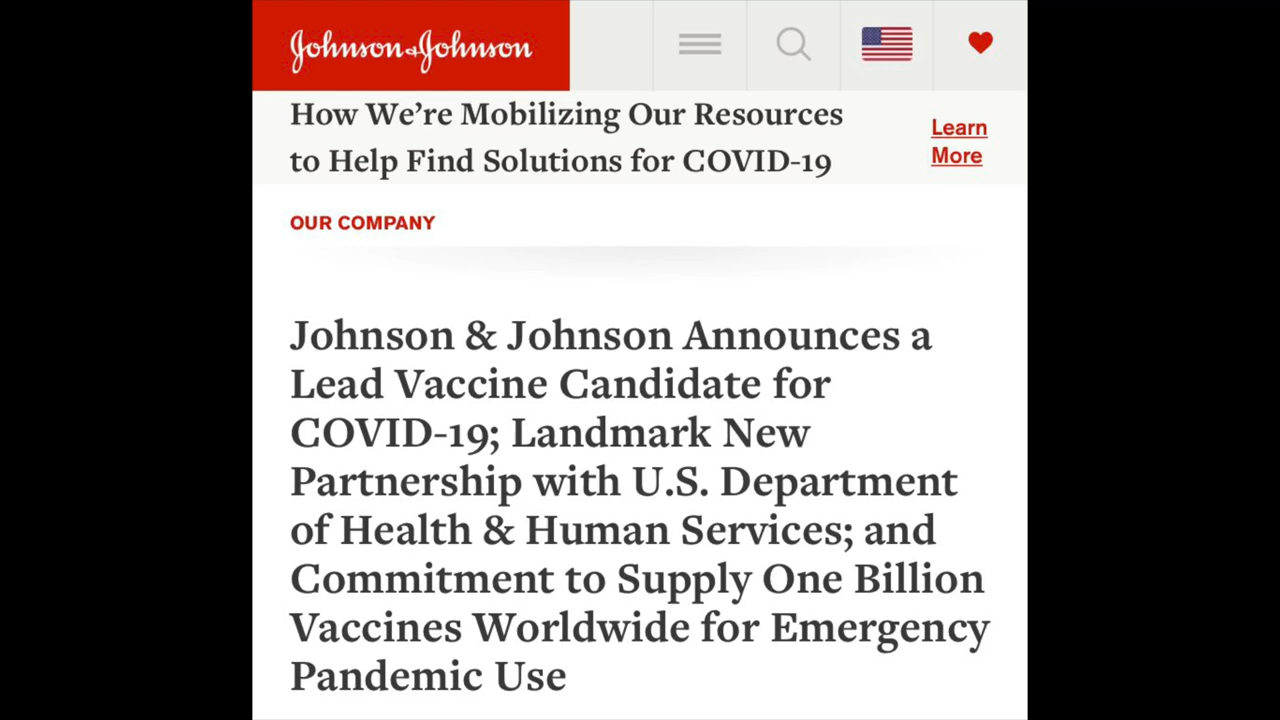 Johnson+Johnson
How We're Mobilizing Our Resources
to Help Find Solutions for COVID-19
Learn
More
OUR COMPANY
Johnson & Johnson Announces a
Lead Vaccine Candidate for
COVID-19; Landmark New
Partnership with U.S. Department
of Health & Human Services; and
Commitment to Supply One Billion
Vaccines Worldwide for Emergency
Pandemic Use